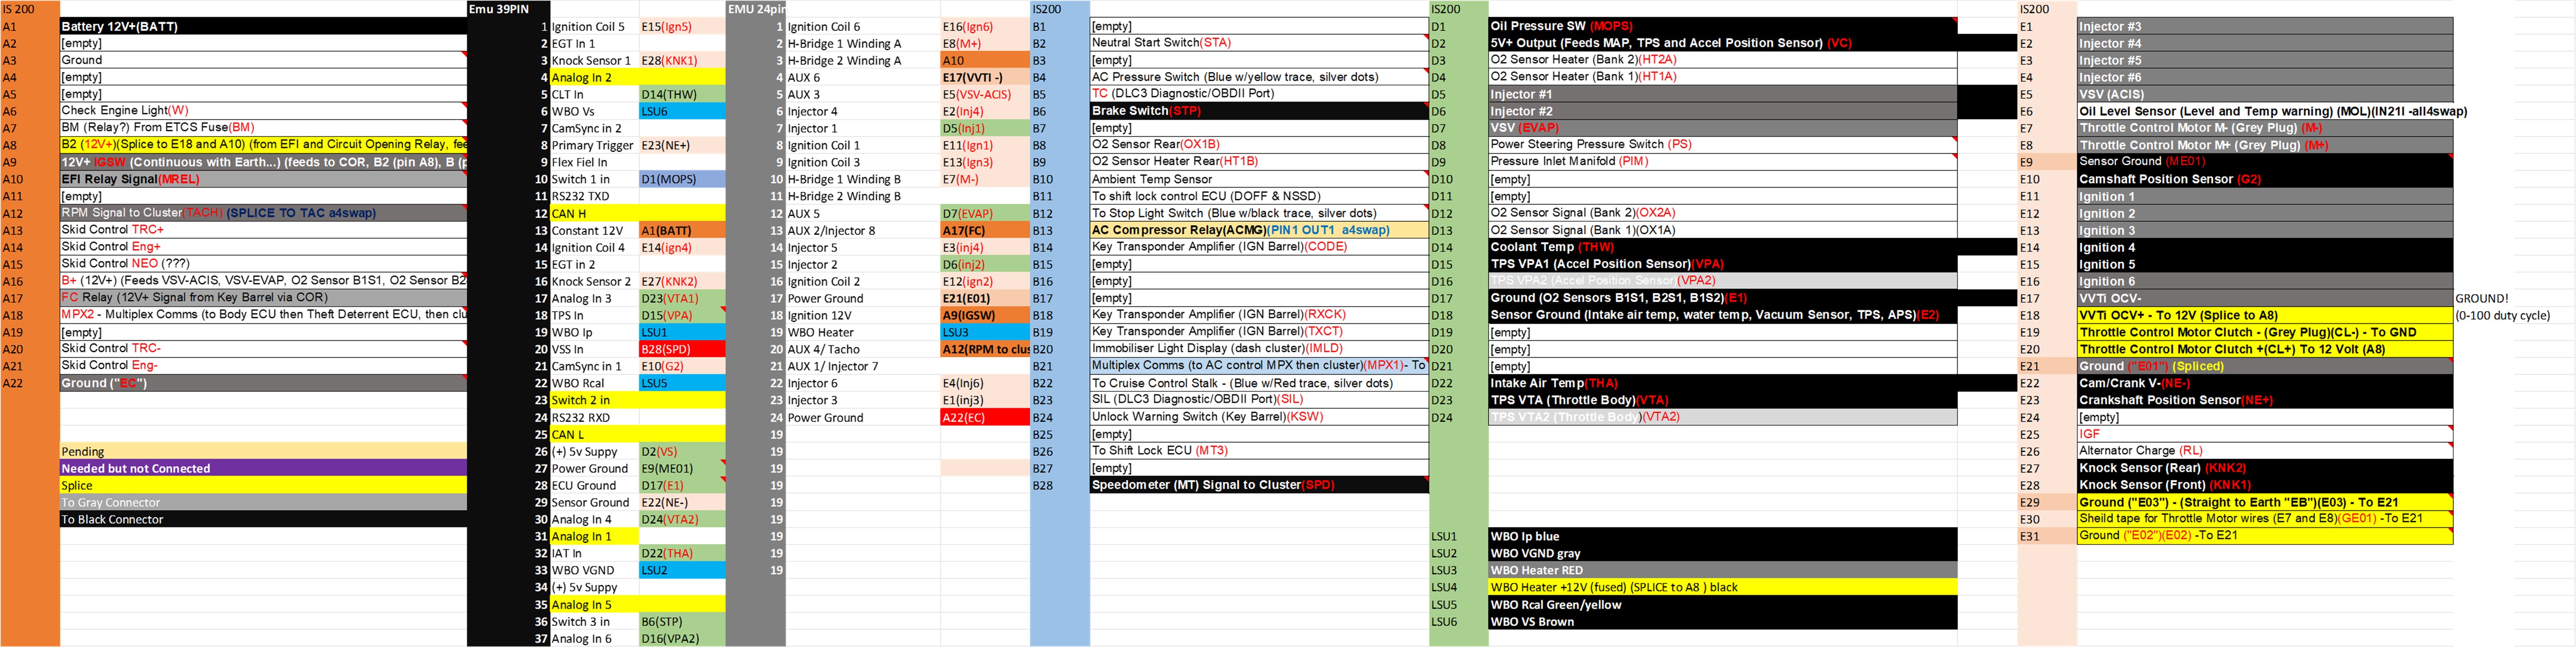 IS 200 Emu 39PIN EMU 24pin IS200 IS200 IS200
A1 Battery 12V+(BATT) 1 Ignition Coil 5 E15(Ign5) 1 Ignition Coil 6 E16(Ign6) B1 [empty] D1 Oil Pressure SW (MOPS) E1 Injector #3
A2 [empty] 2 EGT In 1 2 H-Bridge 1 Winding A E8(M+) B2 Neutral Start Switch(STA) D2 5V+ Output (Feeds MAP, TPS and Accel Position Sensor) (VC) E2 Injector #4
A3 Ground 3 Knock Sensor 1 E28(KNK1) 3 H-Bridge 2 Winding A A10 B3 [empty] D3 O2 Sensor Heater (Bank 2)(HT2A) E3 Injector #5
A4 [empty] 4 Analog In 2 4 AUX 6 E17(VVTI -) B4 AC Pressure Switch (Blue w/yellow trace, silver dots) D4 O2 Sensor Heater (Bank 1)(HT1A) E4 Injector #6
A5 [empty] 5 CLT In D14(THW) 5 AUX 3 E5(VSV-ACIS) B5 TC (DLC3 Diagnostic/OBDII Port) D5 Injector #1 E5 VSV (ACIS)
A6 Check Engine Light(W) 6 WBO Vs LSU6 6 Injector 4 E2(Inj4) B6 Brake Switch(STP) D6 Injector #2 E6 Oil Level Sensor (Level and Temp warning) (MOL)(IN21I -all4swap)
A7 BM (Relay?) From ETCS Fuse(BM) 7 CamSync in 2 7 Injector 1 D5(Inj1) B7 [empty] D7 VSV (EVAP) E7 Throttle Control Motor M- (Grey Plug) (M-)
A8 B2 (12V+)(Splice to E18 and A10) (from EFI and Circuit Opening Relay, fee 8 Primary Trigger E23(NE+) 8 Ignition Coil 1 E11(Ign1) B8 O2 Sensor Rear(OX1B) D8 Power Steering Pressure Switch (PS) E8 Throttle Control Motor M+ (Grey Plug) (M+)
A9 12V+ IGSW (Continuous with Earth...) (feeds to COR, B2 (pin A8), B (p 9 Flex Fiel In 9 Ignition Coil 3 E13(Ign3) B9 O2 Sensor Heater Rear(HT1B) D9 Pressure Inlet Manifold (PIM) E9 Sensor Ground (ME01)
A10 EFI Relay Signal(MREL) 10 Switch 1 in D1(MOPS) 10 H-Bridge 1 Winding B E7(M-) B10 Ambient Temp Sensor D10 [empty] E10 Camshaft Position Sensor (G2)
A11 [empty] 11 RS232 TXD 11 H-Bridge 2 Winding B B11 To shift lock control ECU (DOFF & NSSD) D11 [empty] E11 Ignition 1
A12 RPM Signal to Cluster(TACH) (SPLICE TO TAC a4swap) 12 CAN H 12 AUX 5 D7(EVAP) B12 To Stop Light Switch (Blue w/black trace, silver dots) D12 O2 Sensor Signal (Bank 2)(OX2A) E12 Ignition 2
A13 Skid Control TRC+ 13 Constant 12V A1(BATT) 13 AUX 2/Injector 8 A17(FC) B13 AC Compressor Relay(ACMG)(PIN1 OUT1 a4swap) D13 O2 Sensor Signal (Bank 1)(OX1A) E13 Ignition 3
A14 Skid Control Eng+ 14 Ignition Coil 4 E14(ign4) 14 Injector 5 E3(inj4) B14 Key Transponder Amplifier (IGN Barrel)(CODE) D14 Coolant Temp (THW) E14 Ignition 4
A15 Skid Control NEO (???) 15 EGT in 2 15 Injector 2 D6(inj2) B15 [empty] D15 TPS VPA1 (Accel Position Sensor)(VPA) E15 Ignition 5
A16 B+ (12V+) (Feeds VSV-ACIS, VSV-EVAP, O2 Sensor B1S1, O2 Sensor B2- 16 Knock Sensor 2 E27(KNK2) 16 Ignition Coil 2 E12(ign2) B16 [empty] D16 TPS VPA2 (Accel Position Sensor (VPA2) E16 Ignition 6
A17 FC Relay (12V+ Signal from Key Barrel via COR) 17 Analog In 3 D23(VTA1) 17 Power Ground E21(E01) B17 [empty] D17 Ground (O2 Sensors B1S1, B2S1, B1S2)(E1) E17 VVTi OCV- GROUND!
A18 MPX2 - Multiplex Comms (to Body ECU then Theft Deterrent ECU, then clu 18 TPS In D15(VPA) 18 Ignition 12V A9(IGSW) B18 Key Transponder Amplifier (IGN Barrel)(RXCK) D18 Sensor Ground (Intake air temp, water temp, Vacuum Sensor, TPS, APS)(E2) E18 VVTi OCV+ - To 12V (Splice to A8) (0-100 duty cycle)
A19 [empty] 19 WBO Ip LSU1 19 WBO Heater LSU3 B19 Key Transponder Amplifier (IGN Barrel)(TXCT) D19 [empty] E19 Throttle Control Motor Clutch - (Grey Plug)(CL-) - To GND
A20 Skid Control TRC- 20 VSS In B28(SPD) 20 AUX 4/ Tacho A12(RPM to clus B20 Immobiliser Light Display (dash cluster)(IMLD) D20 [empty] E20 Throttle Control Motor Clutch +(CL+) To 12 Volt (A8)
A21 Skid Control Eng- 21 CamSync in 1 E10(G2) 21 AUX 1/ Injector 7 B21 Multiplex Comms (to AC control MPX then cluster)(MPX1)- To D21 [empty] E21 Ground ("E01") (Spliced)
A22 Ground ("EC") 22 WBO Rcal LSU5 22 Injector 6 E4(Inj6) B22 To Cruise Control Stalk - (Blue w/Red trace, silver dots) D22 Intake Air Temp(THA) E22 Cam/Crank V-(NE-)
23 Switch 2 in 23 Injector 3 E1(inj3) B23 SIL (DLC3 Diagnostic/OBDII Port)(SIL) D23 TPS VTA (Throttle Body)(VTA) E23 Crankshaft Position Sensor(NE+)
24 RS232 RXD 24 Power Ground A22(EC) B24 Unlock Warning Switch (Key Barrel)(KSW) D24 TPS VTA2 (Throttle Body)(VTA2) E24 [empty]
25 CAN L 19 B25 [empty] E25 IGF
Pending 26 (+) 5v Suppy D2(VS) 19 B26 To Shift Lock ECU (MT3) E26 Alternator Charge (RL)
Needed but not Connected 27 Power Ground E9(ME01) 19 B27 [empty] E27 Knock Sensor (Rear) (KNK2)
Splice 28 ECU Ground D17(E1) 19 B28 Speedometer (MT) Signal to Cluster(SPD) E28 Knock Sensor (Front) (KNK1)
To Gray Connector 29 Sensor Ground E22(NE-) 19 E29 Ground ("E03") - (Straight to Earth "EB")(E03) - To E21
To Black Connector 30 Analog In 4 D24(VTA2) 19 E30 Sheild tape for Throttle Motor wires (E7 and E8)(GE01) -To E21
31 Analog In 1 19 LSU1 WBO Ip blue E31 Ground ("E02")(E02) -To E21
32 IAT In D22(THA) 19 LSU2 WBO VGND gray
33 WBO VGND LSU2 19 LSU3 WBO Heater RED
34 (+) 5v Suppy LSU4 WBO Heater +12V (fused) (SPLICE to A8 ) black
35 Analog In 5 LSU5 WBO Rcal Green/yellow
36 Switch 3 in B6(STP) LSU6 WBO VS Brown
37 Analog In 6 D16(VPA2)